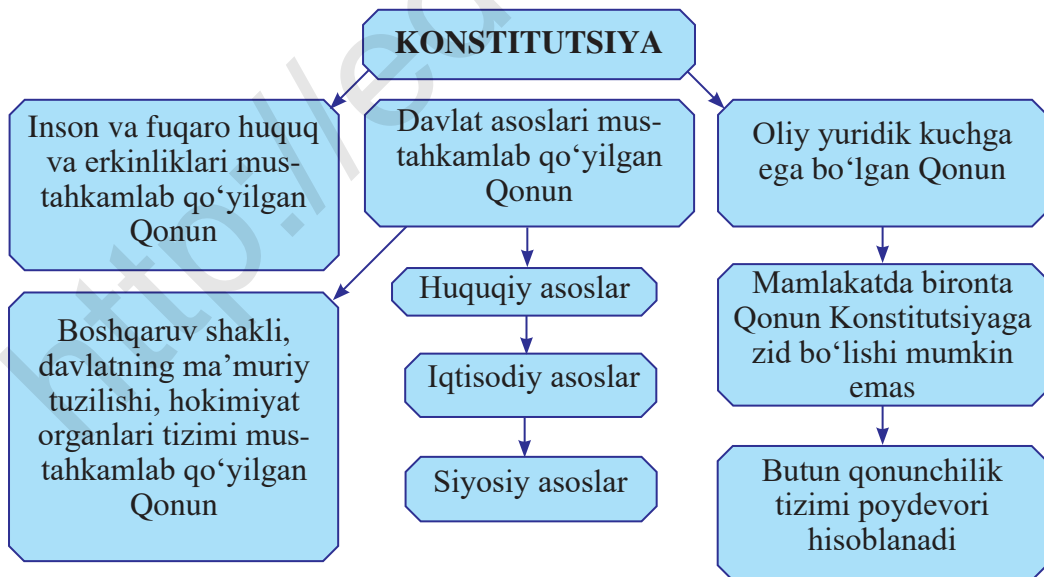 KONSTITUTSIYA
Inson va fuqaro huquq
va erkinliklari mus-
tahkamlab qo‘yilgan
Qonun
Davlat asoslari mus-
tahkamlab qo‘yilgan
Qonun
Oliy yuridik kuchga
ega bo‘lgan Qonun
Boshqaruv shakli,
davlatning ma’muriy
tuzilishi, hokimiyat
organlari tizimi mus-
tahkamlab qo‘yilgan
Qonun
Huquqiy asoslar
Iqtisodiy asoslar
Siyosiy asoslar
Mamlakatda bironta
Qonun Konstitutsiyaga
zid bo‘lishi mumkin
emas
Butun qonunchilik
tizimi poydevori
hisoblanadi
http://e